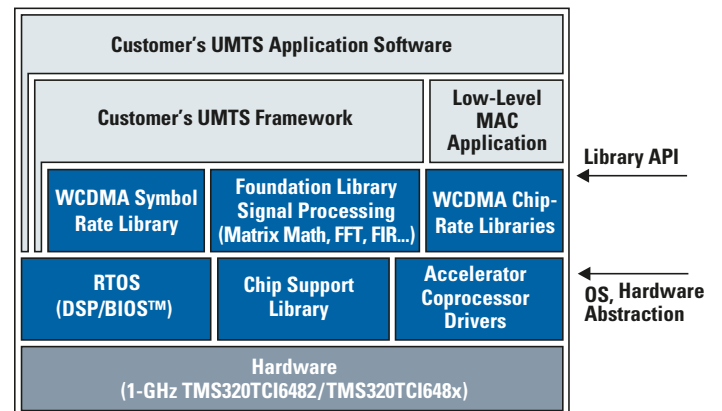 Customer's UMTS Application Software
Customer's UMTS Framework
Low-Level
MAC
Application
Library API
WCDMA Symbol
Rate Library
Foundation Library
Signal Processing
(Matrix Math, FFT, FIR...)
WCDMA Chip-
Rate Libraries
RTOS
(DSP/BIOS™)
Chip Support
Library
Accelerator
Coprocessor
Drivers
OS, Hardware
Abstraction
Hardware
(1-GHz TMS320TCI6482/TMS320TCI648x)